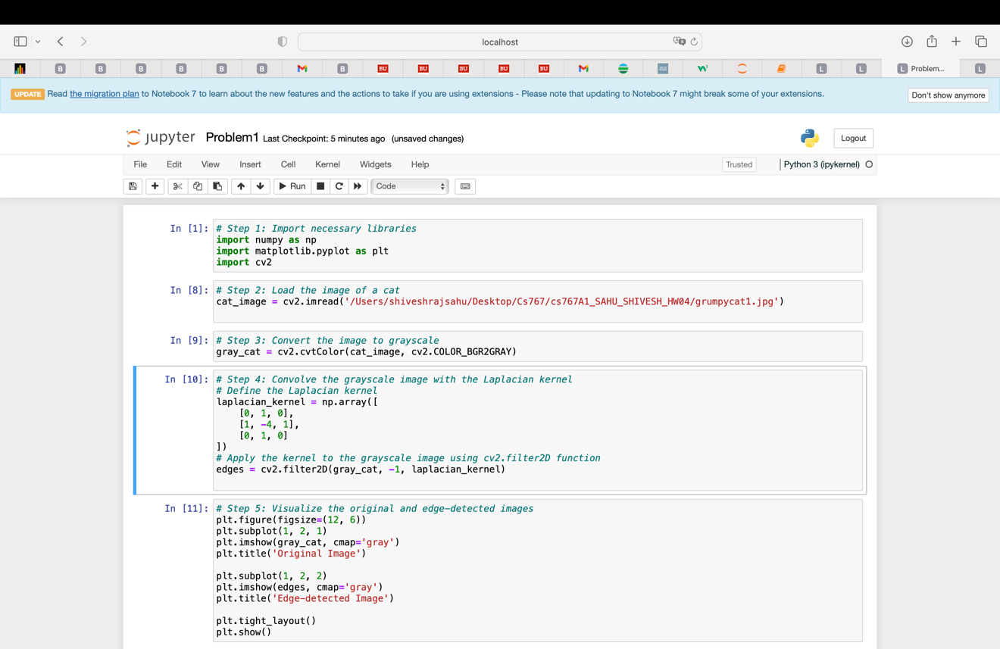 localhost
B
B
B
B
B
B
B
BU
BU
BU
BU
BU
L
L
L Problem...
L
UPDATE Read the migration plan to Notebook 7 to learn about the new features and the actions to take if you are using extensions - Please note that updating to Notebook 7 might break some of your extensions.
Don't show anymore
jupyter Problem1 Last Checkpoint: 5 minutes ago (unsaved changes)
Logout
File Edit View Insert Cell Kernel Widgets Help
Trusted
Python 3 (ipykernel)
Run
Code
In [1]: # Step 1: Import necessary libraries
import numpy as np
import matplotlib.pyplot as plt
import cv2
In [8]: # Step 2: Load the image of a cat
cat_image = cv2.imread('/Users/shiveshrajsahu/Desktop/Cs767/cs767A1_SAHU_SHIVESH_HW04/grumpycat1.jpg')
In [9]: # Step 3: Convert the image to grayscale
gray_cat = cv2.cvtColor(cat_image, cv2.COLOR_BGR2GRAY)
In [10]: # Step 4: Convolve the grayscale image with the Laplacian kernel
# Define the Laplacian kernel
laplacian_kernel = np.array([
    [0, 1, 0],
    [1, -4, 1],
    [0, 1, 0]
])
# Apply the kernel to the grayscale image using cv2.filter2D function
edges = cv2.filter2D(gray_cat, -1, laplacian_kernel)
In [11]: # Step 5: Visualize the original and edge-detected images
plt.figure(figsize=(12, 6))
plt.subplot(1, 2, 1)
plt.imshow(gray_cat, cmap='gray')
plt.title('Original Image')
plt.subplot(1, 2, 2)
plt.imshow(edges, cmap='gray')
plt.title('Edge-detected Image')
plt.tight_layout()
plt.show()